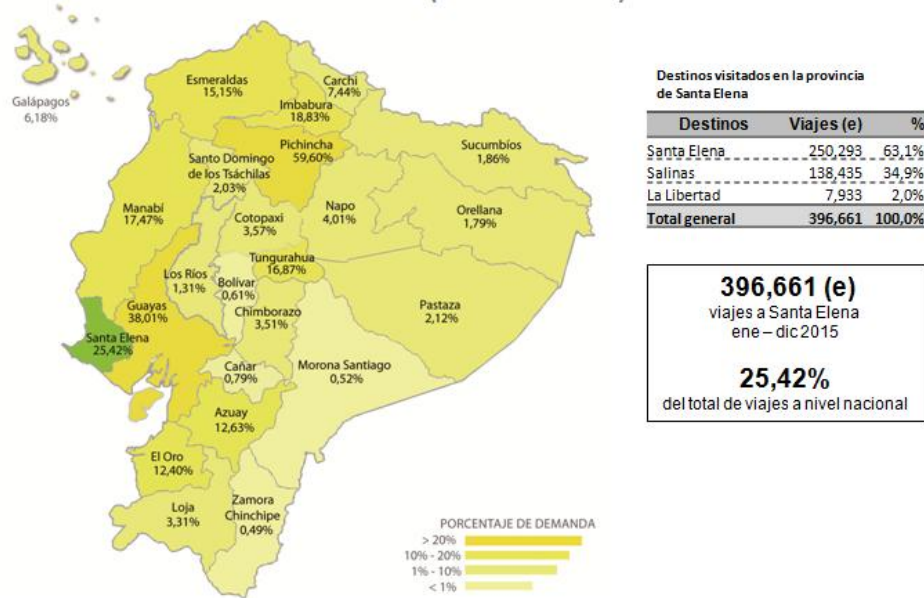 Galápagos
6,18%
Esmeraldas
15,15%
Carchi
7,44%
Imbabura
18,83%
Pichincha
59,60%
Santo Domingo
de los Tsáchilas
2,03%
Sucumbíos
1,86%
Manabí
17,47%
Cotopaxi
3,57%
Napo
4,01%
Orellana
1,79%
Tungurahua
16,87%
Los Ríos
1,31%
Bolívar
0,61%
Guayas
38,01%
Chimborazo
3,51%
Pastaza
2,12%
Santa Elena
25,42%
Cañar
0,79%
Morona Santiago
0,52%
Azuay
12,63%
El Oro
12,40%
Loja
3,31%
Zamora
Chinchipe
0,49%
PORCENTAJE DE DEMANDA
> 20%
10% - 20%
1% - 10%
< 1%
Destinos visitados en la provincia
de Santa Elena
Destinos Viajes (e) %
Santa Elena 250,293 63,1%
Salinas 138,435 34,9%
La Libertad 7,933 2,0%
Total general 396,661 100,0%
396,661 (e)
viajes a Santa Elena
ene – dic 2015
25,42%
del total de viajes a nivel nacional